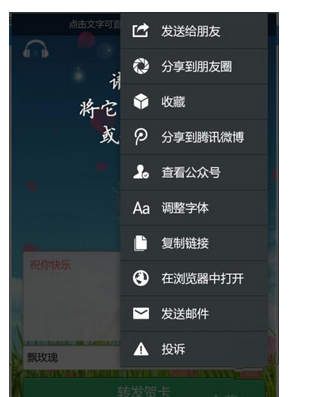 点击文字可直
请
将它
或
祝你快乐
飘玫瑰
转发贺卡
发送给朋友
分享到朋友圈
收藏
分享到腾讯微博
查看公众号
Aa 调整字体
复制链接
在浏览器中打开
发送邮件
投诉